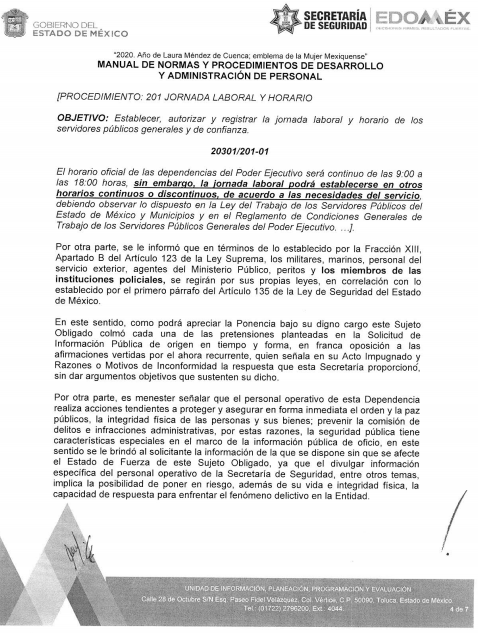 GOBIERNO DEL
ESTADO DE MÉXICO
SECRETARÍA
DE SEGURIDAD
EDOMÉX
"2020. Año de Laura Méndez de Cuenca; emblema de la Mujer Mexiquense"
MANUAL DE NORMAS Y PROCEDIMIENTOS DE DESARROLLO
Y ADMINISTRACIÓN DE PERSONAL
[PROCEDIMIENTO: 201 JORNADA LABORAL Y HORARIO
OBJETIVO: Establecer, autorizar y registrar la jornada laboral y horario de los
servidores públicos generales y de confianza.
20301/201-01
El horario oficial de las dependencias del Poder Ejecutivo será continuo de las 9:00 a
las 18:00 horas, sin embargo, la jornada laboral podrá establecerse en otros
horarios continuos o discontinuos, de acuerdo a las necesidades del servicio,
debiendo observar lo dispuesto en la Ley del Trabajo de los Servidores Públicos del
Estado de México y Municipios y en el Reglamento de Condiciones Generales de
Trabajo de los Servidores Públicos Generales del Poder Ejecutivo. …].
Por otra parte, se le informó que en términos de lo establecido por la Fracción XIII,
Apartado B del Artículo 123 de la Ley Suprema, los militares, marinos, personal del
servicio exterior, agentes del Ministerio Público, peritos y los miembros de las
instituciones policiales, se regirán por sus propias leyes, en correlación con lo
establecido por el primer párrafo del Artículo 135 de la Ley de Seguridad del Estado
de México.
En este sentido, como podrá apreciar la Ponencia bajo su digno cargo este Sujeto
Obligado colmó cada una de las pretensiones planteadas en la Solicitud de
Información Pública de origen en tiempo y forma, en franca oposición a las
afirmaciones vertidas por el ahora recurrente, quien señala en su Acto Impugnado y
Razones o Motivos de Inconformidad la respuesta que esta Secretaría proporcionó,
sin dar argumentos objetivos que sustenten su dicho.
Por otra parte, es menester señalar que el personal operativo de esta Dependencia
realiza acciones tendientes a proteger y asegurar en forma inmediata el orden y la paz
públicos, la integridad física de las personas y sus bienes; prevenir la comisión de
delitos e infracciones administrativas, por estas razones, la seguridad pública tiene
características especiales en el marco de la información pública de oficio, en este
sentido se le brindó al solicitante la información de la que se dispone sin que se afecte
el Estado de Fuerza de este Sujeto Obligado, ya que el divulgar información
específica del personal operativo de la Secretaría de Seguridad, entre otros temas,
implica la posibilidad de poner en riesgo, además de su vida e integridad física, la
capacidad de respuesta para enfrentar el fenómeno delictivo en la Entidad.
UNIDAD DE INFORMACIÓN, PLANEACIÓN, PROGRAMACIÓN Y EVALUACIÓN
Calle 28 de Octubre S/N Esq. Paseo Fidel Velázquez, Col. Vértice, C.P. 50090, Toluca, Estado de México.
Tel.: (01722) 2796200, Ext.: 4044.
4 de 7